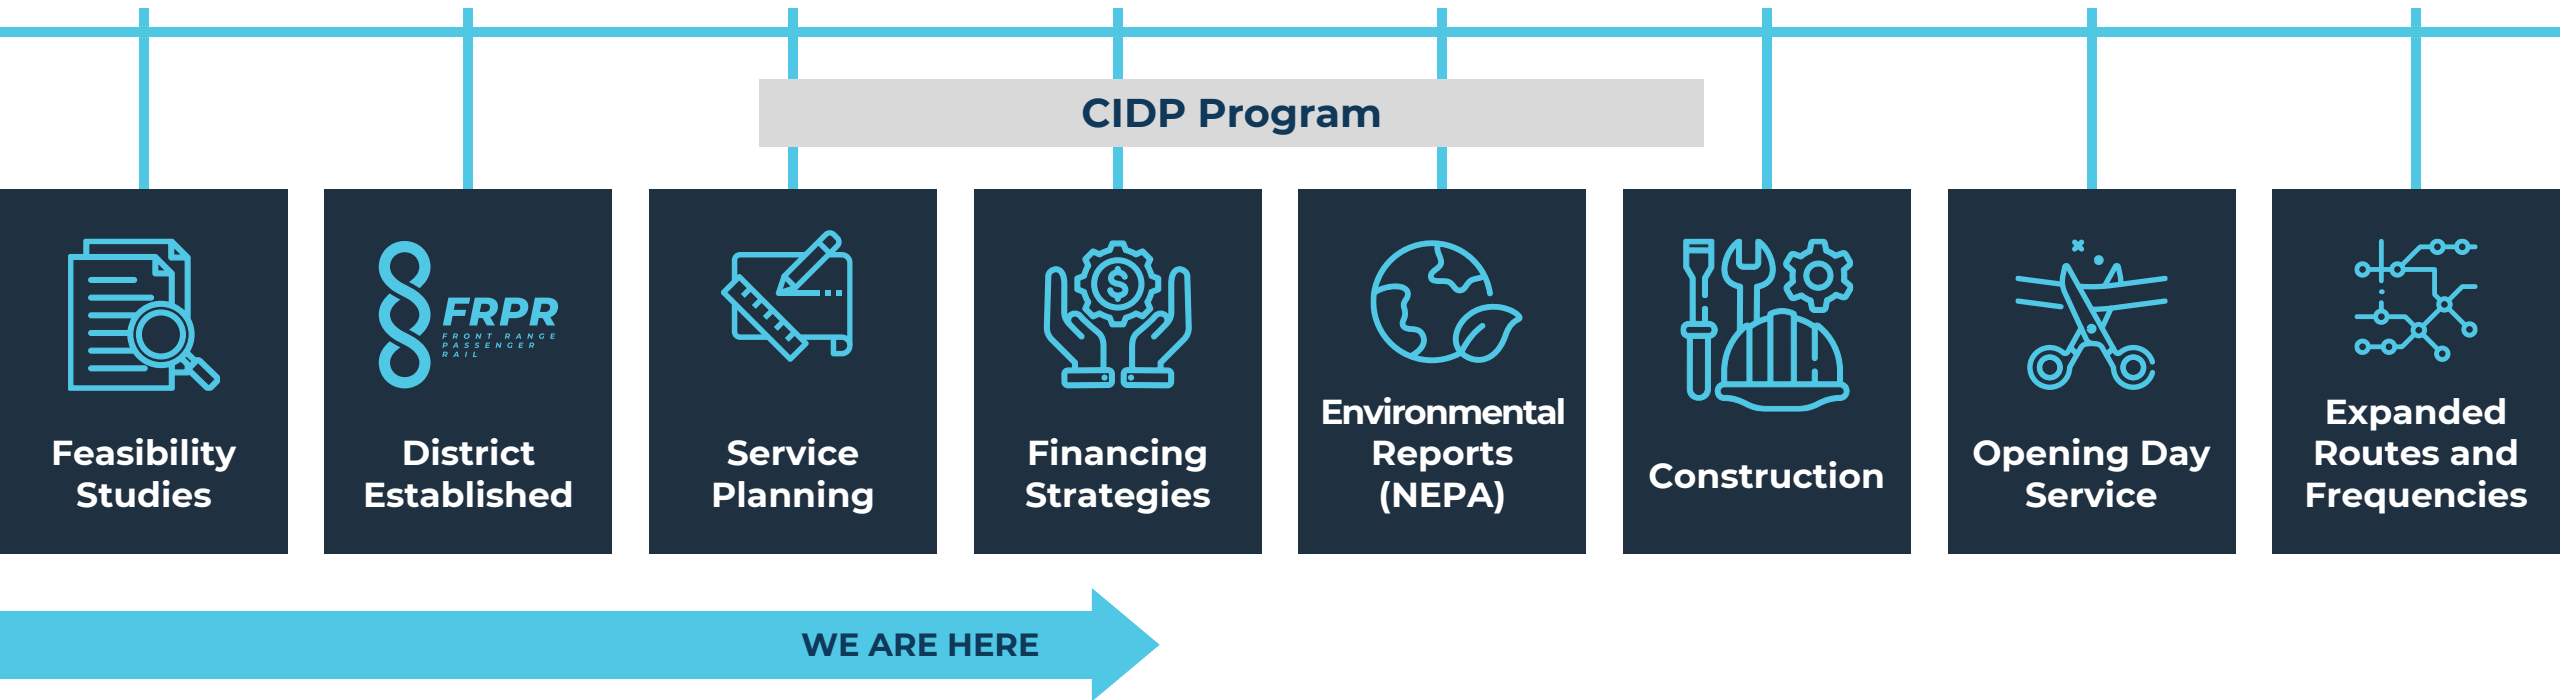 CIDP Program
FRPR
FRONT RANGE
PASSENGER
RAIL
$
Feasibility
Studies
District
Established
Service
Planning
Financing
Strategies
Environmental
Reports
(NEPA)
Construction
Opening Day
Service
Expanded
Routes and
Frequencies
WE ARE HERE